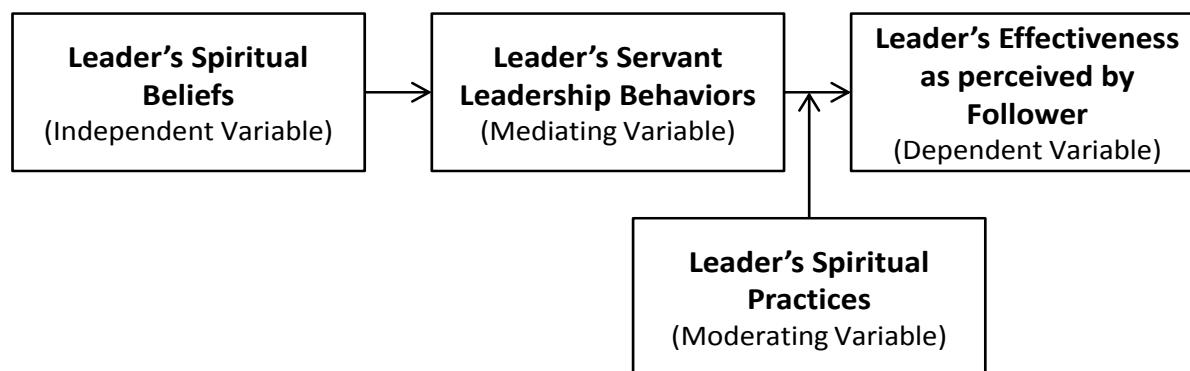 Leader’s Spiritual
Beliefs
(Independent Variable)
Leader’s Servant
Leadership Behaviors
(Mediating Variable)
Leader’s Effectiveness
as perceived by
Follower
(Dependent Variable)
Leader’s Spiritual
Practices
(Moderating Variable)